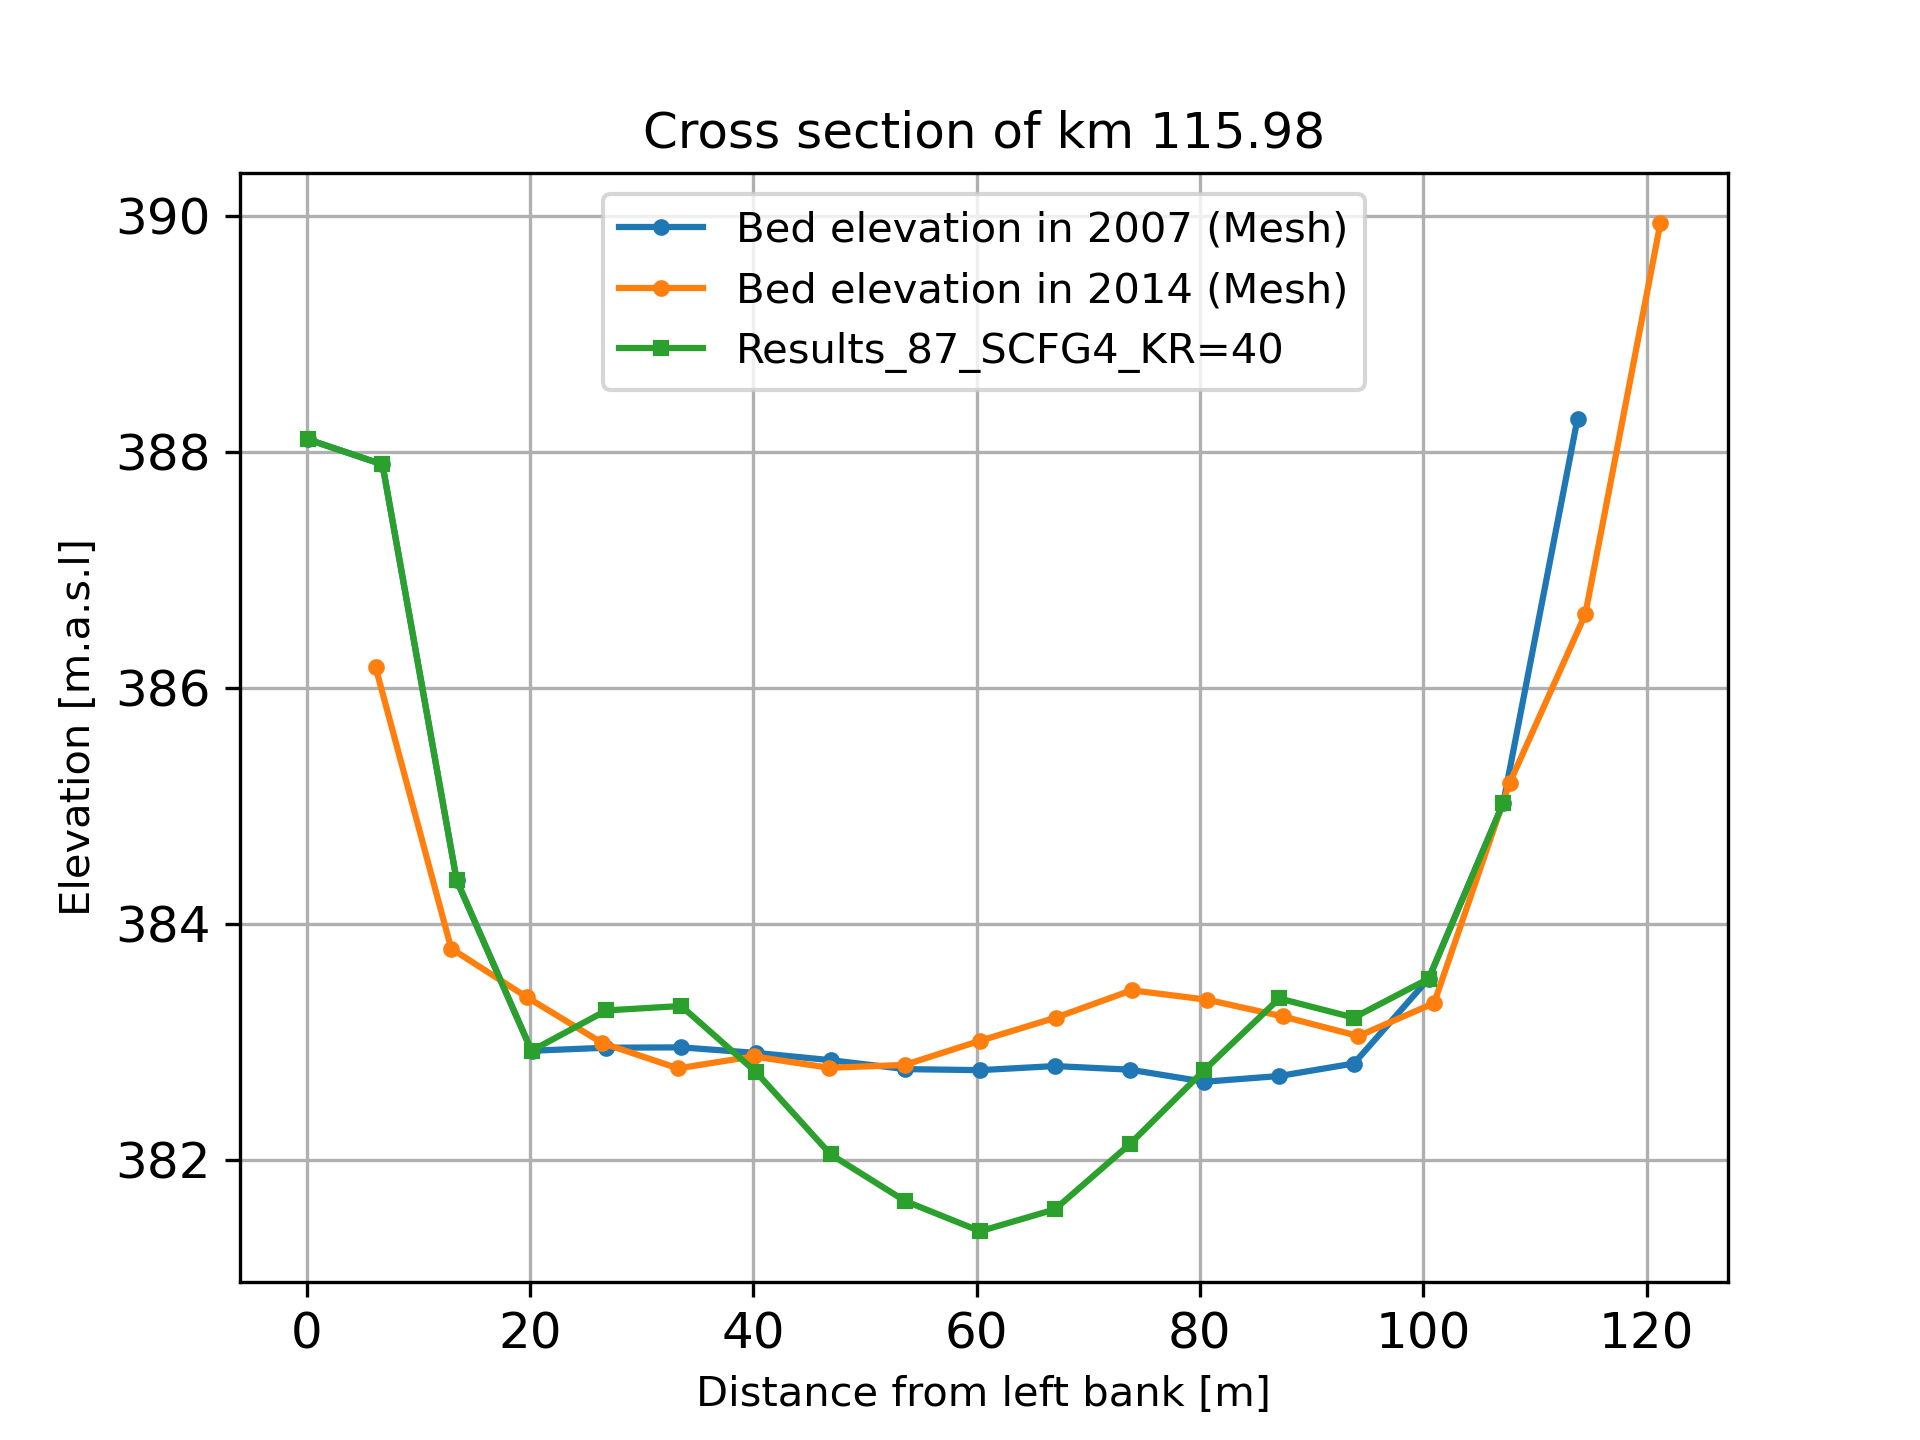 Cross section of km 115.98
Bed elevation in 2007 (Mesh)
Bed elevation in 2014 (Mesh)
Results_87_SCFG4_KR=40
Elevation [m.a.s.l]
390
388
386
384
382
0 20 40 60 80 100 120
Distance from left bank [m]